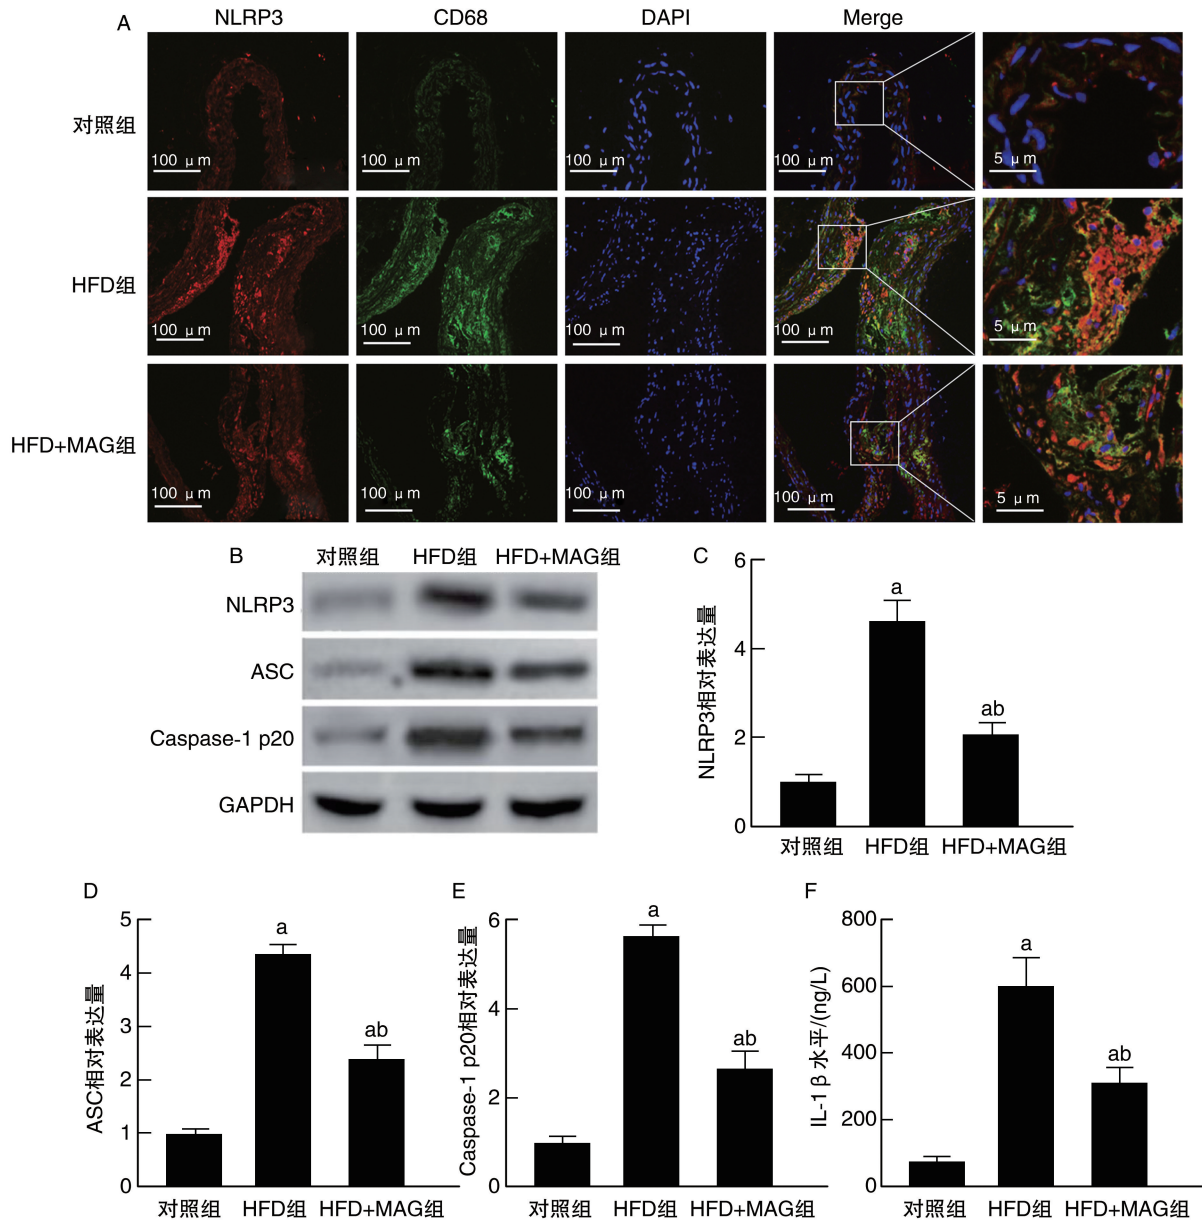 A
NLRP3 CD68 DAPI Merge
对照组
100 μm 100 μm 100 μm 100 μm 5 μm
HFD组
100 μm 100 μm 100 μm 100 μm 5 μm
HFD+MAG组
100 μm 100 μm 100 μm 100 μm 5 μm
B
对照组 HFD组 HFD+MAG组
NLRP3
ASC
Caspase-1 p20
GAPDH
C
NLRP3相对表达量
6
4
2
0
a
ab
对照组 HFD组 HFD+MAG组
D
ASC相对表达量
5
4
3
2
1
0
a
ab
对照组 HFD组 HFD+MAG组
E
Caspase-1 p20相对表达量
6
4
2
0
a
ab
对照组 HFD组 HFD+MAG组
F
IL-1β水平/(ng/L)
800
600
400
200
0
a
ab
对照组 HFD组 HFD+MAG组